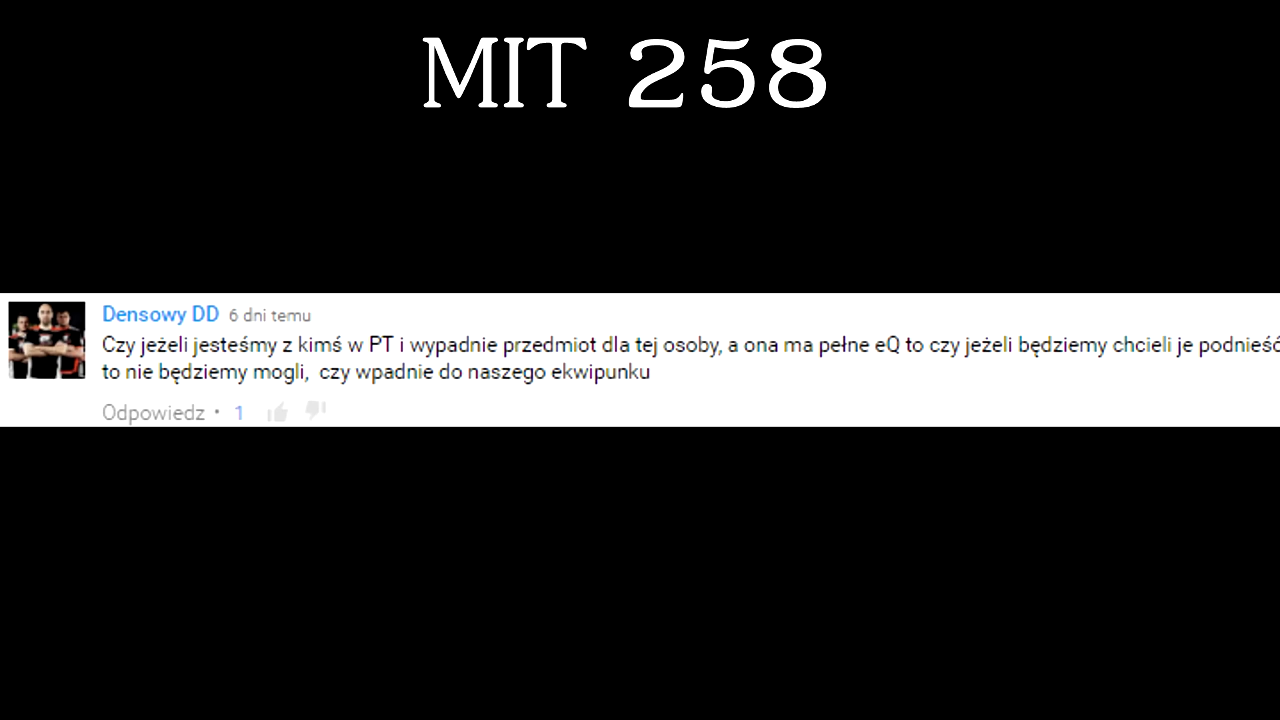 MIT 258
Densowy DD 6 dni temu
Czy jeżeli jesteśmy z kimś w PT i wypadnie przedmiot dla tej osoby, a ona ma pełne eQ to czy jeżeli będziemy chcieli je podnieść
to nie będziemy mogli, czy wpadnie do naszego ekwipunku
Odpowiedz • 1